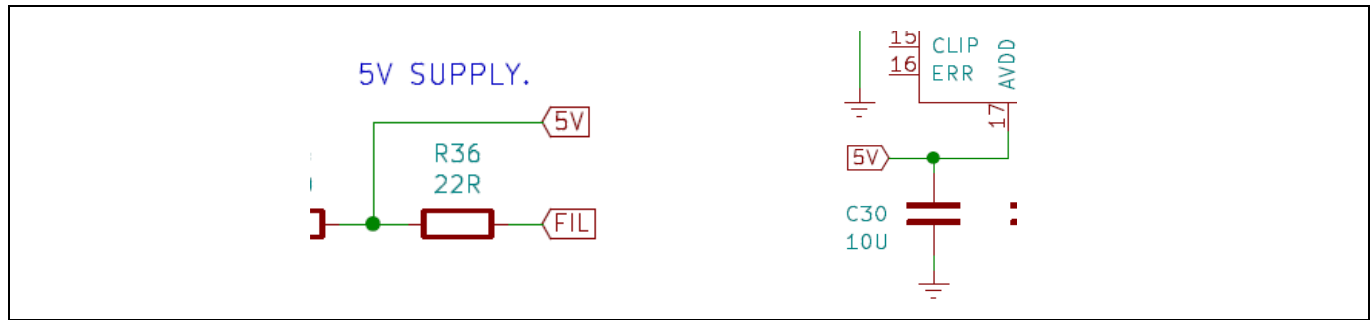 5V SUPPLY.
5V
R36
22R
FIL
15
CLIP
16
ERR
AVDD
17
5V
C30
10U